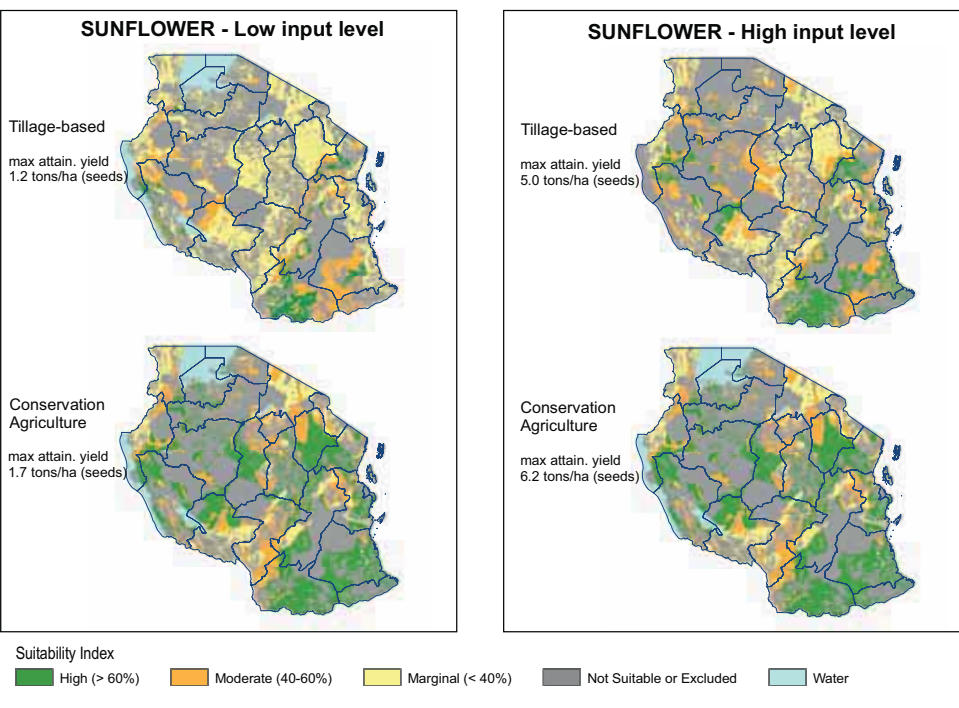 SUNFLOWER - Low input level
Tillage-based
max attain. yield
1.2 tons/ha (seeds)
Conservation
Agriculture
max attain. yield
1.7 tons/ha (seeds)
SUNFLOWER - High input level
Tillage-based
max attain. yield
5.0 tons/ha (seeds)
Conservation
Agriculture
max attain. yield
6.2 tons/ha (seeds)
Suitability Index
High (> 60%)
Moderate (40-60%)
Marginal (< 40%)
Not Suitable or Excluded
Water